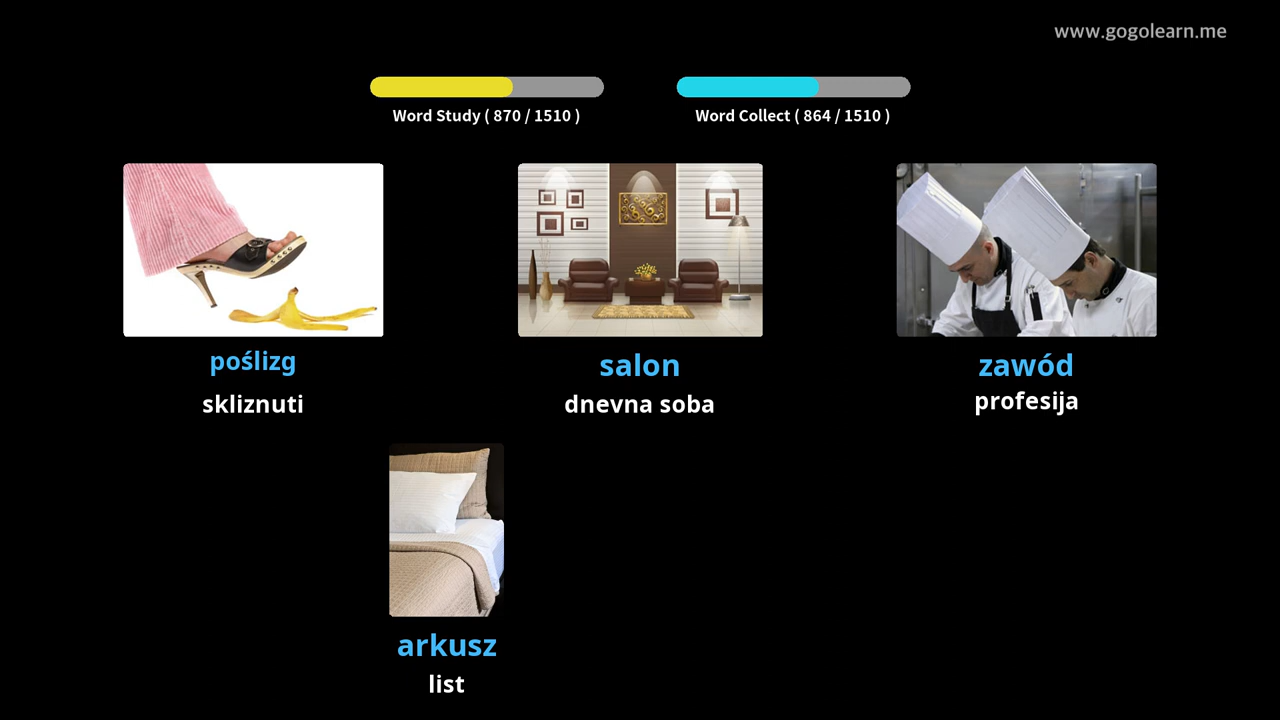 www.gogolearn.me
Word Study ( 870 / 1510 )
Word Collect ( 864 / 1510 )
poślizg
skliznuti
salon
dnevna soba
zawód
profesija
arkusz
list